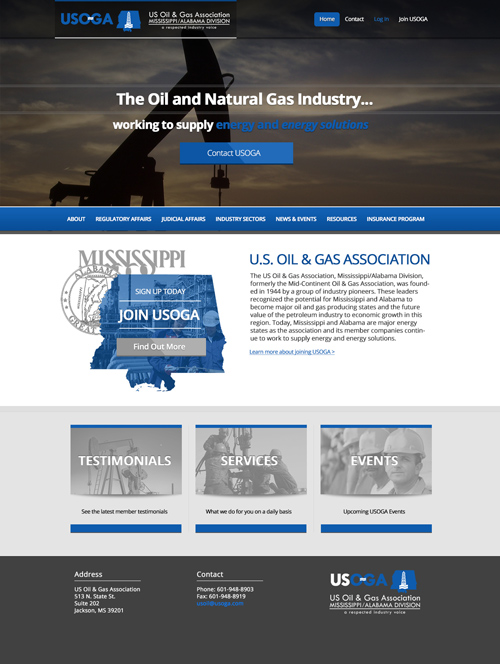 USOGA
US Oil & Gas Association
MISSISSIPPI/ALABAMA DIVISION
a respected industry voice
Home Contact Log In Join USOGA
The Oil and Natural Gas Industry...
working to supply energy and energy solutions
Contact USOGA
ABOUT REGULATORY AFFAIRS JUDICIAL AFFAIRS INDUSTRY SECTORS NEWS & EVENTS RESOURCES INSURANCE PROGRAM
MISSISSIPPI
ALABAMA
GREAT
SIGN UP TODAY
JOIN USOGA
Find Out More
U.S. OIL & GAS ASSOCIATION
The US Oil & Gas Association, Mississippi/Alabama Division,
formerly the Mid-Continent Oil & Gas Association, was found-
ed in 1944 by a group of industry pioneers. These leaders
recognized the potential for Mississippi and Alabama to
become major oil and gas producing states and the future
value of the petroleum industry to economic growth in this
region. Today, Mississippi and Alabama are major energy
states as the association and its member companies contin-
ue to work to supply energy and energy solutions.
Learn more about joining USOGA >
TESTIMONIALS
See the latest member testimonials
SERVICES
What we do for you on a daily basis
EVENTS
Upcoming USOGA Events
Address
US Oil & Gas Association
513 N. State St.
Suite 202
Jackson, MS 39201
Contact
Phone: 601-948-8903
Fax: 601-948-8919
USOGA
US Oil & Gas Association
MISSISSIPPI/ALABAMA DIVISION
a respected industry voice